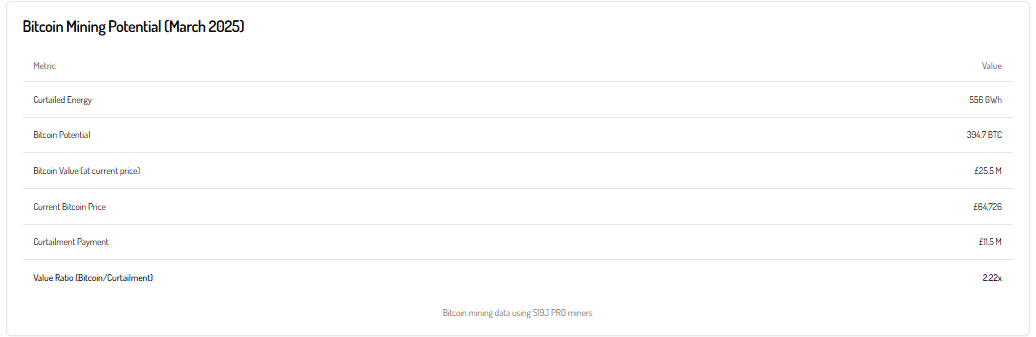 Bitcoin Mining Potential (March 2025)
Metric Value
Curtailed Energy 556 GWh
Bitcoin Potential 394.7 BTC
Bitcoin Value (at current price) £25.5 M
Current Bitcoin Price £64,726
Curtailment Payment £11.5 M
Value Ratio (Bitcoin/Curtailment) 2.22x
Bitcoin mining data using S19J PRO miners